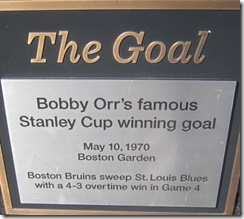 The Goal
Bobby Orr's famous
Stanley Cup winning goal
May 10, 1970
Boston Garden
Boston Bruins sweep St. Louis Blues
with a 4-3 overtime win in Game 4